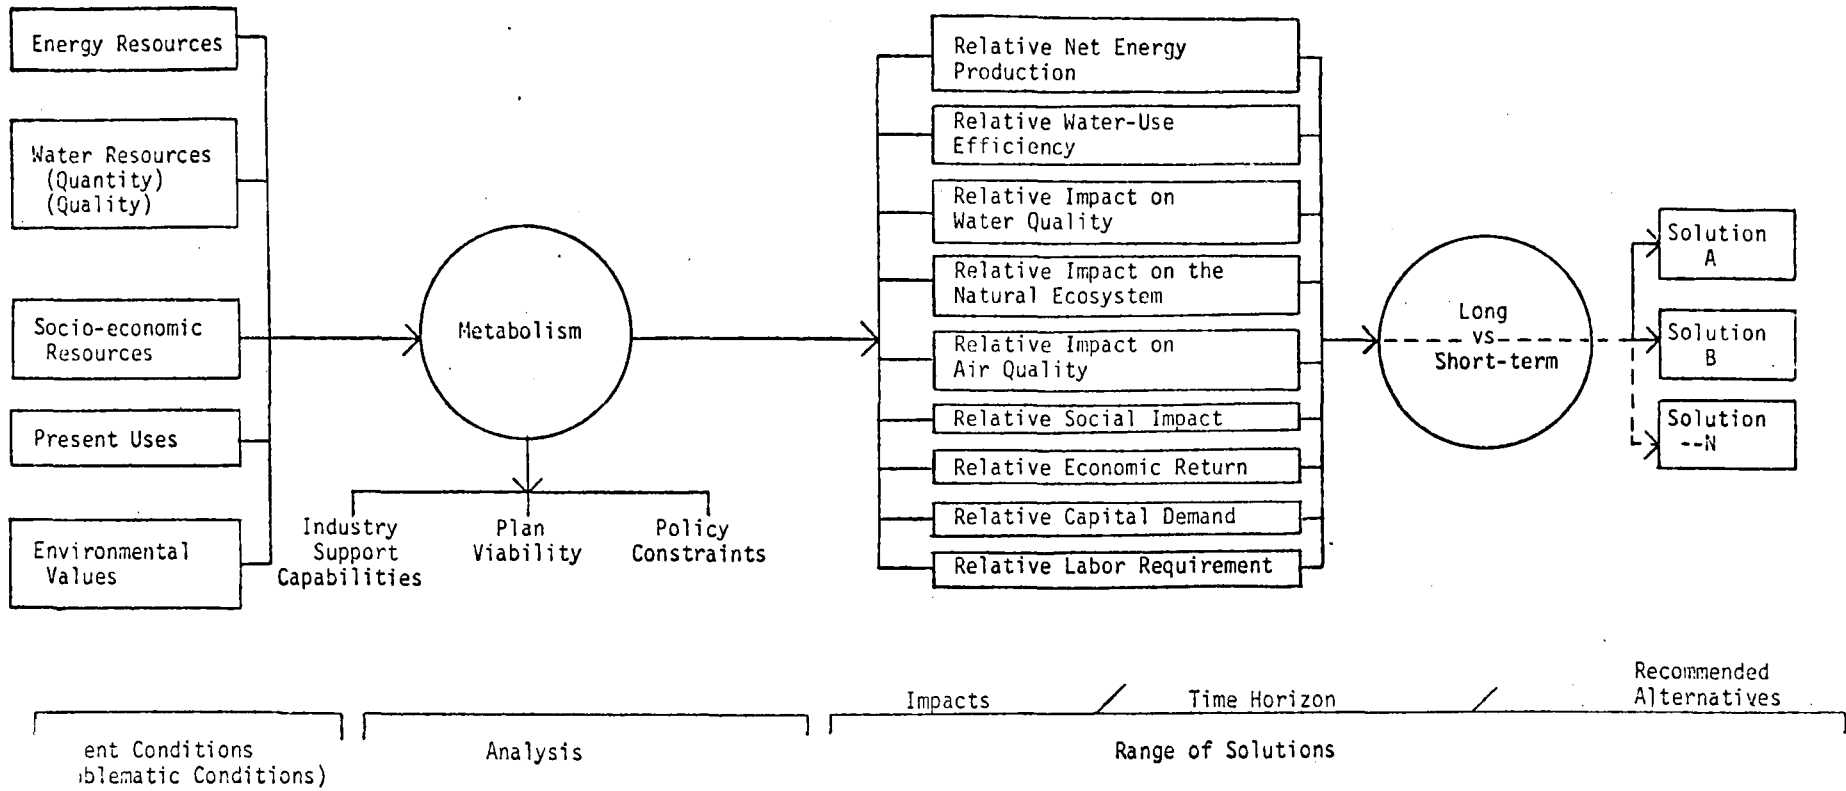 Energy Resources
Water Resources
(Quantity)
(Quality)
Socio-economic
Resources
Present Uses
Environmental
Values
Metabolism
Industry
Support
Capabilities
Plan
Viability
Policy
Constraints
Relative Net Energy
Production
Relative Water-Use
Efficiency
Relative Impact on
Water Quality
Relative Impact on the
Natural Ecosystem
Relative Impact on
Air Quality
Relative Social Impact
Relative Economic Return
Relative Capital Demand
Relative Labor Requirement
Long
vs
Short-term
Solution
A
Solution
B
Solution
--N
Impacts / Time Horizon / Recommended
Alternatives
ent Conditions
blematic Conditions)
Analysis
Range of Solutions